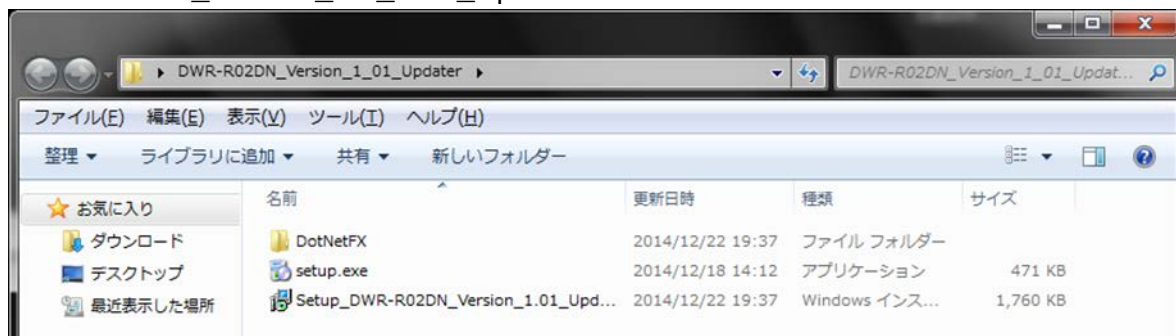 DWR-R02DN_Version_1_01_Updater
DWR-R02DN_Version_1_01_Updat...
ファイル(F) 編集(E) 表示(V) ツール(T) ヘルプ(H)
整理 ライブラリに追加 共有 新しいフォルダー
名前 更新日時 種類 サイズ
お気に入り
ダウンロード DotNetFX 2014/12/22 19:37 ファイル フォルダー
デスクトップ setup.exe 2014/12/18 14:12 アプリケーション 471 KB
最近表示した場所 Setup_DWR-R02DN_Version_1.01_Upd... 2014/12/22 19:37 Windows インス... 1,760 KB